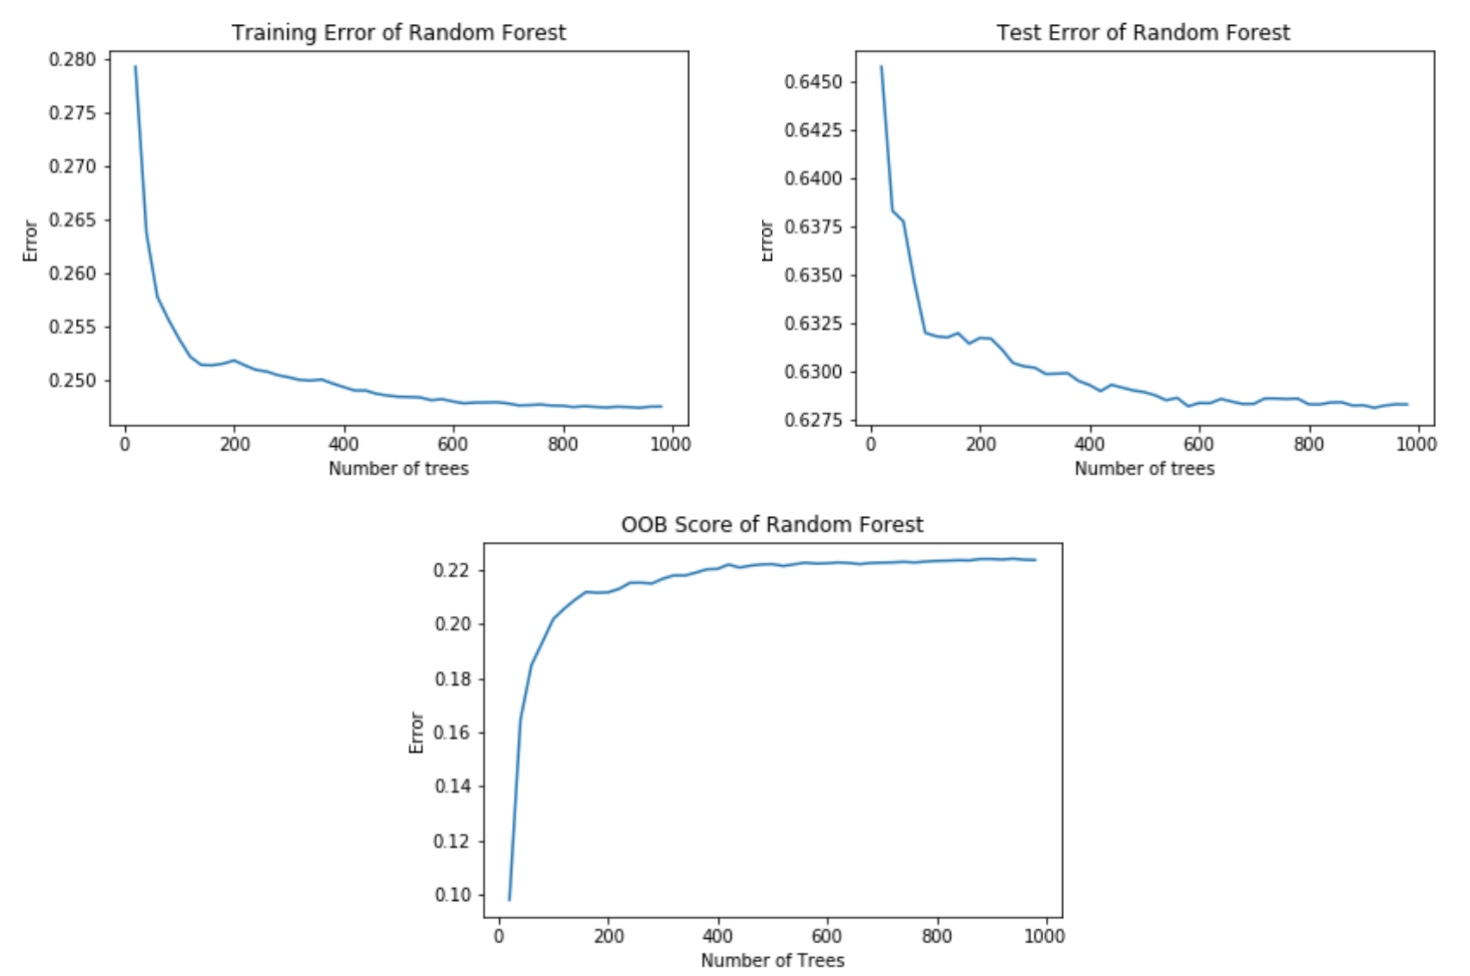 Training Error of Random Forest
0.280
0.275
0.270
0.265
0.260
0.255
0.250
Error
0 200 400 600 800 1000
Number of trees
Test Error of Random Forest
0.6450
0.6425
0.6400
0.6375
0.6350
0.6325
0.6300
0.6275
Error
0 200 400 600 800 1000
Number of trees
OOB Score of Random Forest
0.22
0.20
0.18
0.16
0.14
0.12
0.10
Error
0 200 400 600 800 1000
Number of Trees